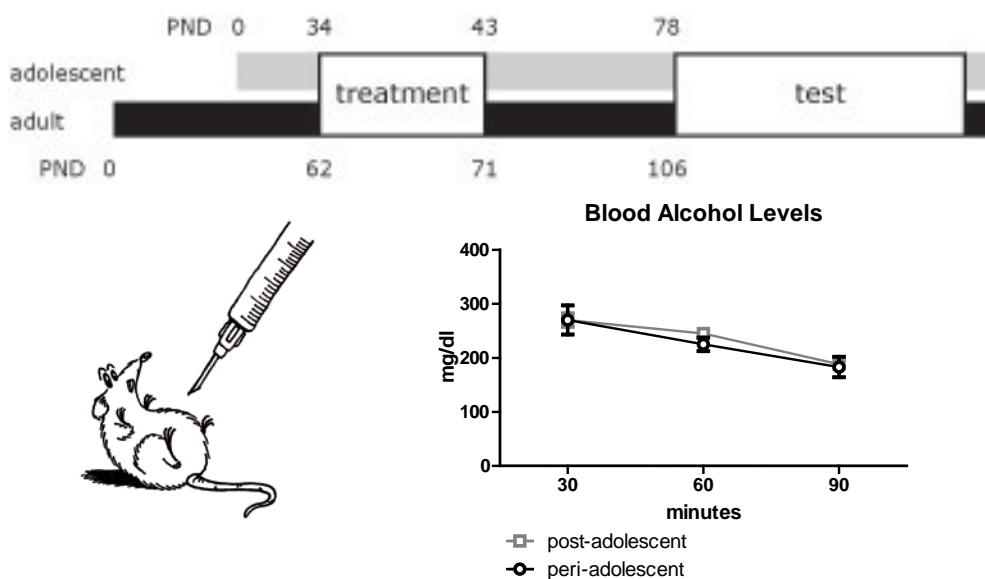 PND 0 34 43 78
adolescent
treatment
test
adult
PND 0 62 71 106
Blood Alcohol Levels
400
300
200
100
0
mg/dl
30 60 90
minutes
post-adolescent
peri-adolescent